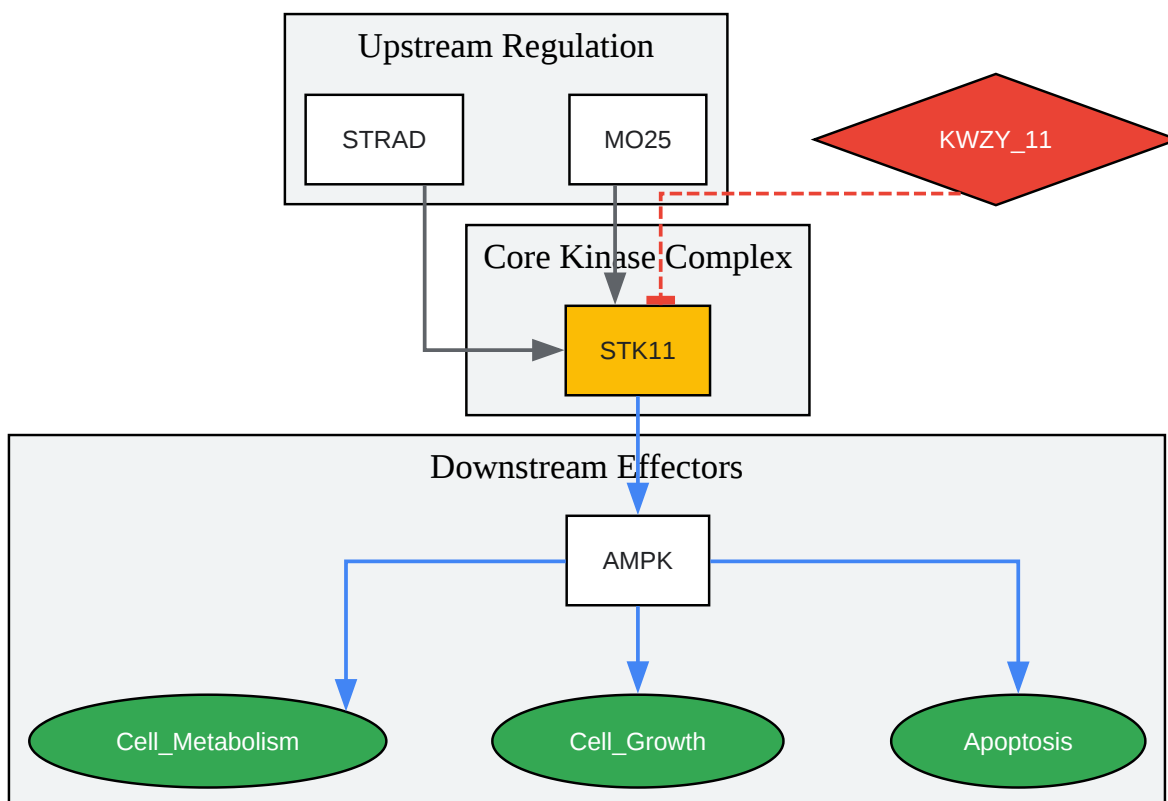 Upstream Regulation
STRAD
MO25
KWZY_11
Core Kinase Complex
STK11
Downstream Effectors
AMPK
Cell_Metabolism
Cell_Growth
Apoptosis